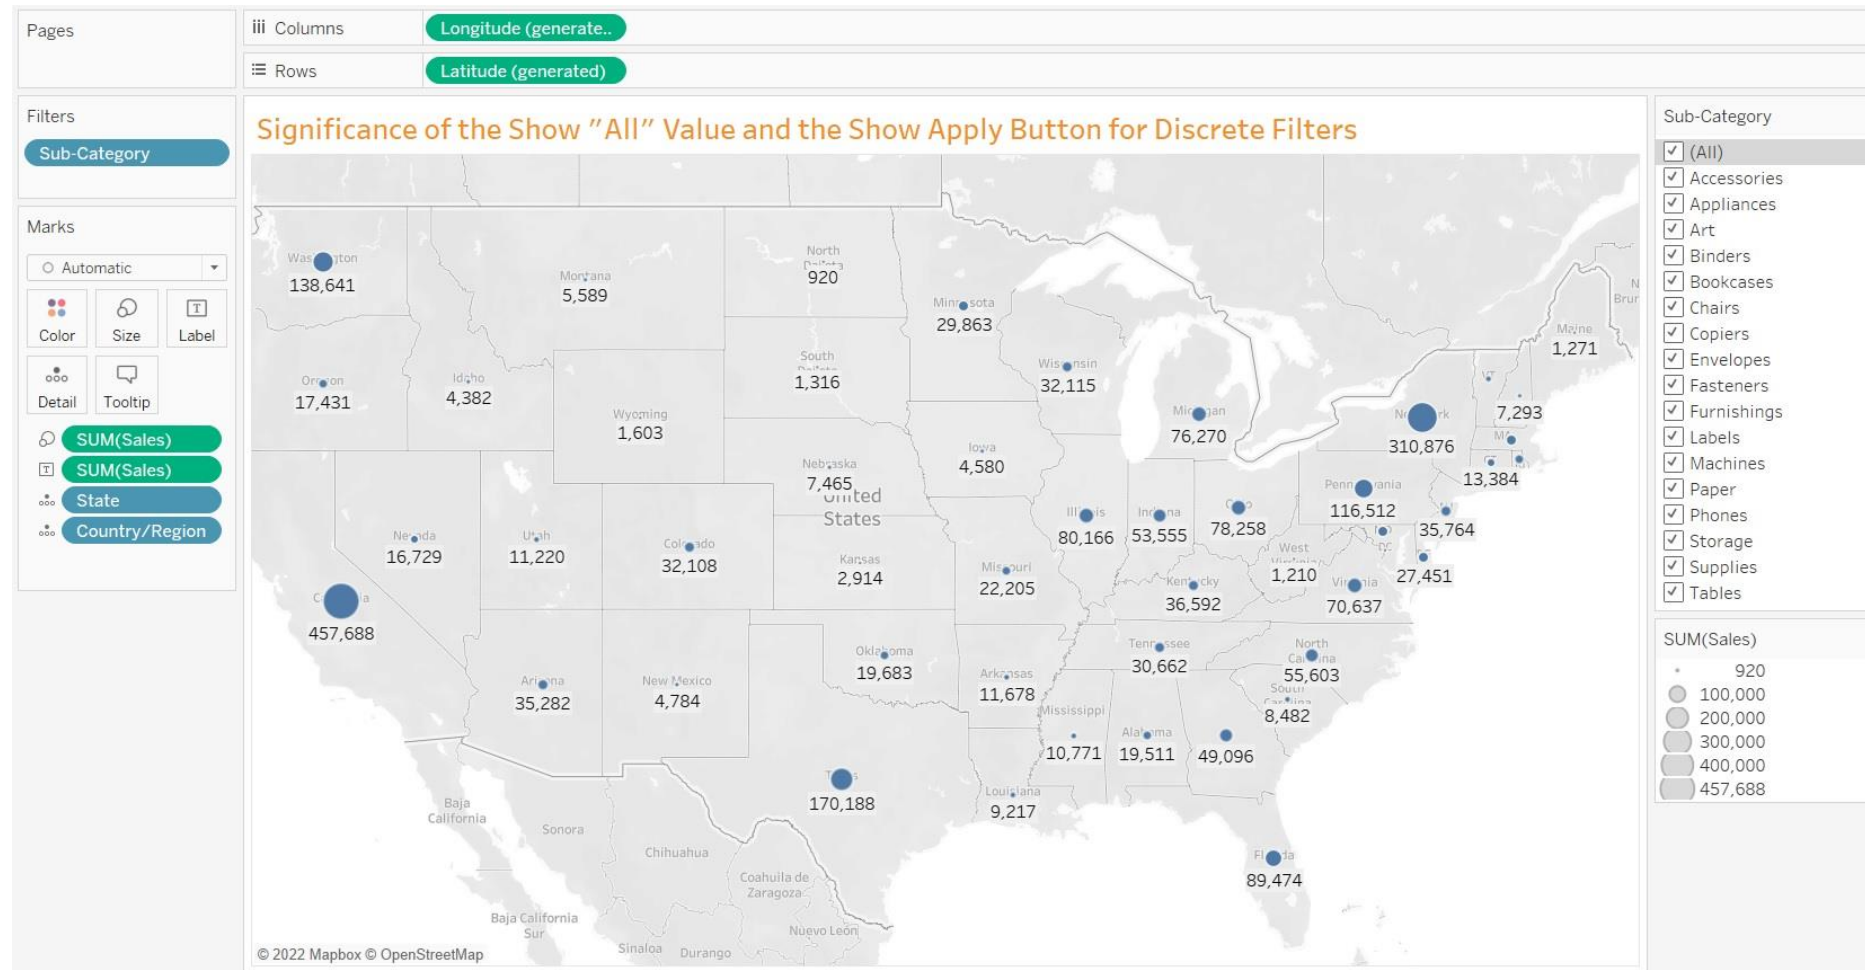 Pages
iii Columns
Longitude (generate..
Rows
Latitude (generated)
Filters
Sub-Category
Marks
Automatic
Color
Size
Label
Detail
Tooltip
SUM(Sales)
SUM(Sales)
State
Country/Region
Significance of the Show "All" Value and the Show Apply Button for Discrete Filters
138,641
Montana
5,589
North
920
29,863
Maine
1,271
17,431
Idaho
4,382
Wyoming
1,603
South
1,316
Wisconsin
32,115
76,270
310,876
VT
7,293
Iowa
4,580
Nebraska
7,465
United
States
80,166
53,555
78,258
116,512
13,384
35,764
Nevada
16,729
Utah
11,220
Colorado
32,108
Kansas
2,914
Missouri
22,205
Kentucky
36,592
West
1,210
DC
70,637
27,451
457,688
Arizona
35,282
New Mexico
4,784
Oklahoma
19,683
Arkansas
11,678
Tennessee
30,662
North
55,603
South
8,482
Mississippi
10,771
Alabama
19,511
49,096
170,188
Louisiana
9,217
89,474
Baja
California
Sonora
Chihuahua
Coahuila de
Zaragoza
Baja California
Sur
Sinaloa
Durango
Nuevo León
© 2022 Mapbox © OpenStreetMap
Sub-Category
(All)
Accessories
Appliances
Art
Binders
Bookcases
Chairs
Copiers
Envelopes
Fasteners
Furnishings
Labels
Machines
Paper
Phones
Storage
Supplies
Tables
SUM(Sales)
920
100,000
200,000
300,000
400,000
457,688